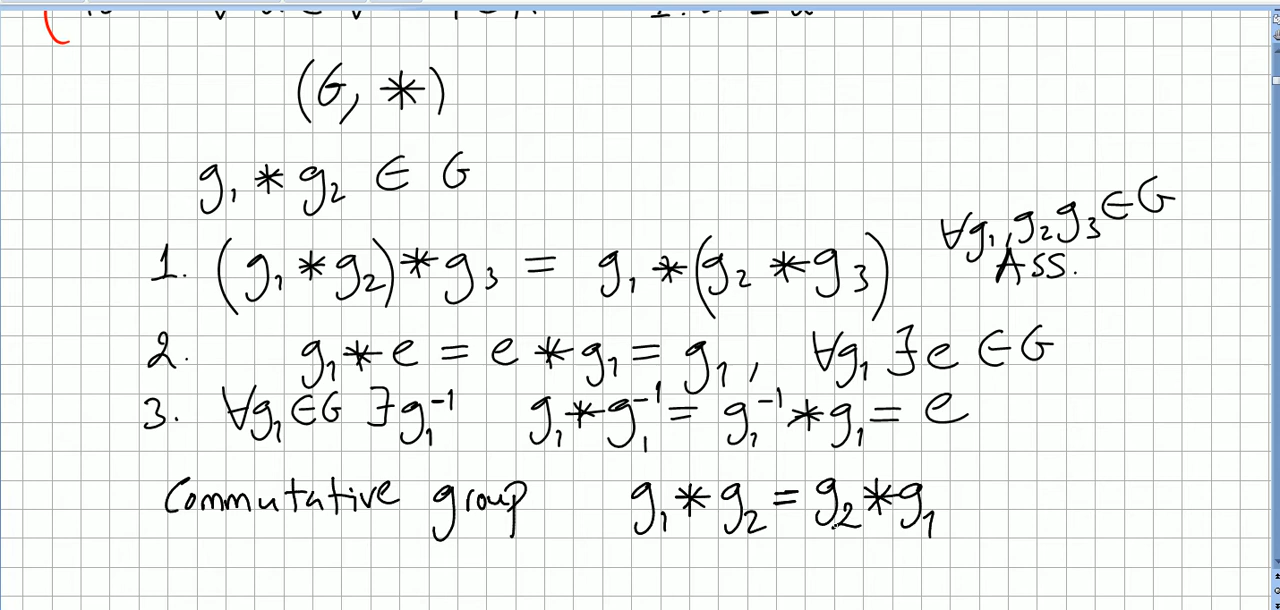 (G, *)
g₁ * g₂ ∈ G
∀g₁, g₂ g₃ ∈ G
1. (g₁ * g₂) * g₃ = g₁ * (g₂ * g₃) Ass.
2. g₁ * e = e * g₁ = g₁, ∀g₁ ∃e ∈ G
3. ∀g₁ ∈ G ∃g₁⁻¹ g₁ * g₁⁻¹ = g₁⁻¹ * g₁ = e
Commutative group g₁ * g₂ = g₂ * g₁